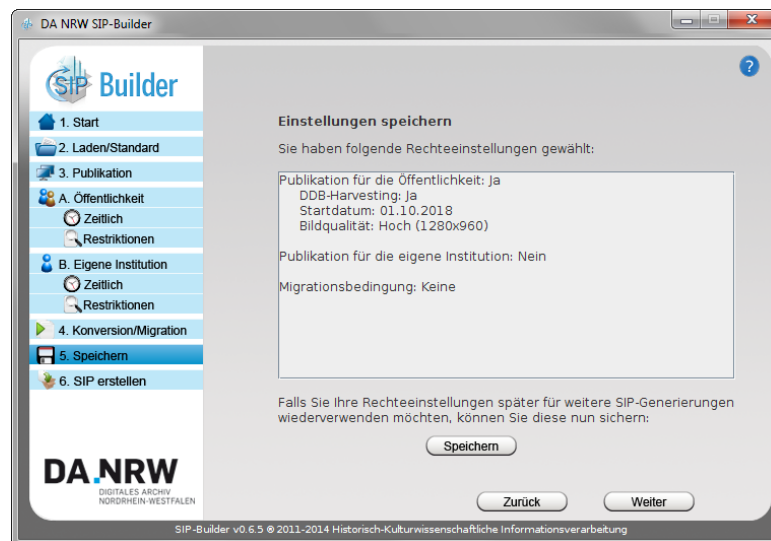 DA NRW SIP-Builder
SIP Builder
1. Start
2. Laden/Standard
3. Publikation
A. Öffentlichkeit
Zeitlich
Restriktionen
B. Eigene Institution
Zeitlich
Restriktionen
4. Konversion/Migration
5. Speichern
6. SIP erstellen
DA.NRW
DIGITALES ARCHIV
NORDRHEIN-WESTFALEN
?
Einstellungen speichern
Sie haben folgende Rechteeinstellungen gewählt:
Publikation für die Öffentlichkeit: Ja
DDB-Harvesting: Ja
Startdatum: 01.10.2018
Bildqualität: Hoch (1280x960)
Publikation für die eigene Institution: Nein
Migrationsbedingung: Keine
Falls Sie Ihre Rechteeinstellungen später für weitere SIP-Generierungen
wiederverwenden möchten, können Sie diese nun sichern:
Speichern
Zurück
Weiter
SIP-Builder v0.6.5 ® 2011-2014 Historisch-Kulturwissenschaftliche Informationsverarbeitung